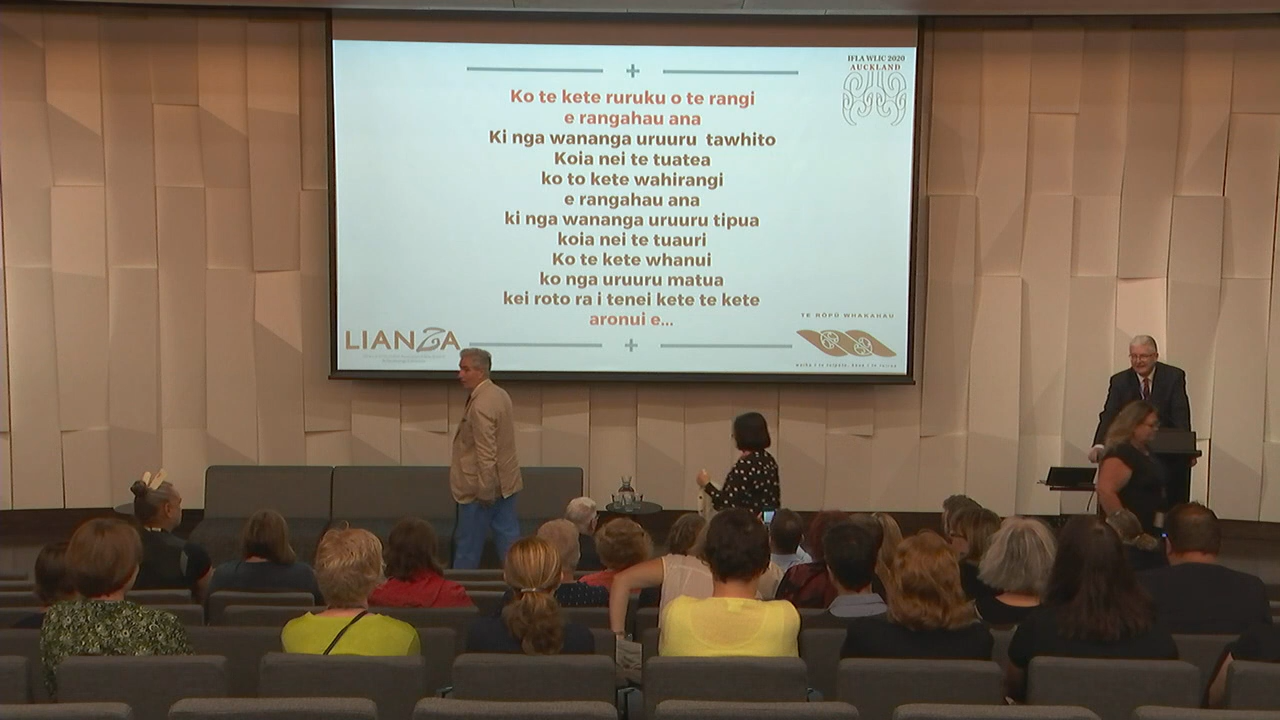 IFLA WLIC 2020
AUCKLAND
Ko te kete ruruku o te rangi
e rangahau ana
Ki nga wananga uruuru tawhito
Koia nei te tuatea
ko to kete wahirangi
e rangahau ana
ki nga wananga uruuru tipua
koia nei te tuauri
Ko te kete whanui
ko nga uruuru matua
kei roto ra i tenei kete te kete
aronui e...
LIANZA
TE RŌPŪ WHAKAHAU